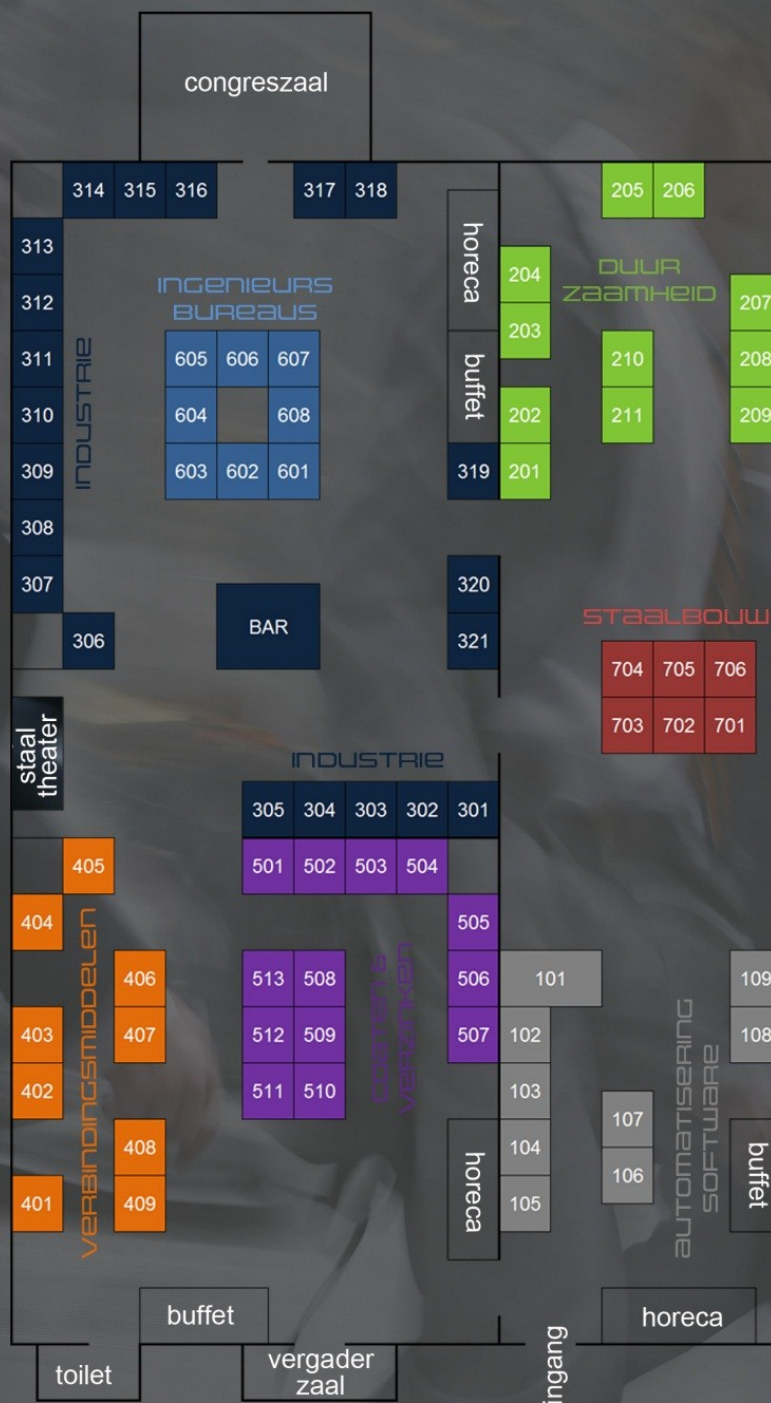 congreszaal
314 315 316
317 318
205 206
313
312
311
310
309
308
307
306
INDUSTRIE
INGENIEURS
BUREAUS
605 606 607
604 608
603 602 601
horeca
buffet
319
320
321
204
203
202
201
DUUR
ZAAMHEID
207
208
209
210
211
BAR
STAALBOUW
704 705 706
703 702 701
staal
theater
INDUSTRIE
305 304 303 302 301
501 502 503 504
505
506
507
405
404
403
402
401
VERBINDINGSMIDDELEN
406
407
408
409
513 508
512 509
511 510
COATEN &
VERZINKEN
horeca
101
102
103
104
105
109
108
107
106
AUTOMATISERING
SOFTWARE
buffet
buffet
horeca
toilet
vergader
zaal
ingang